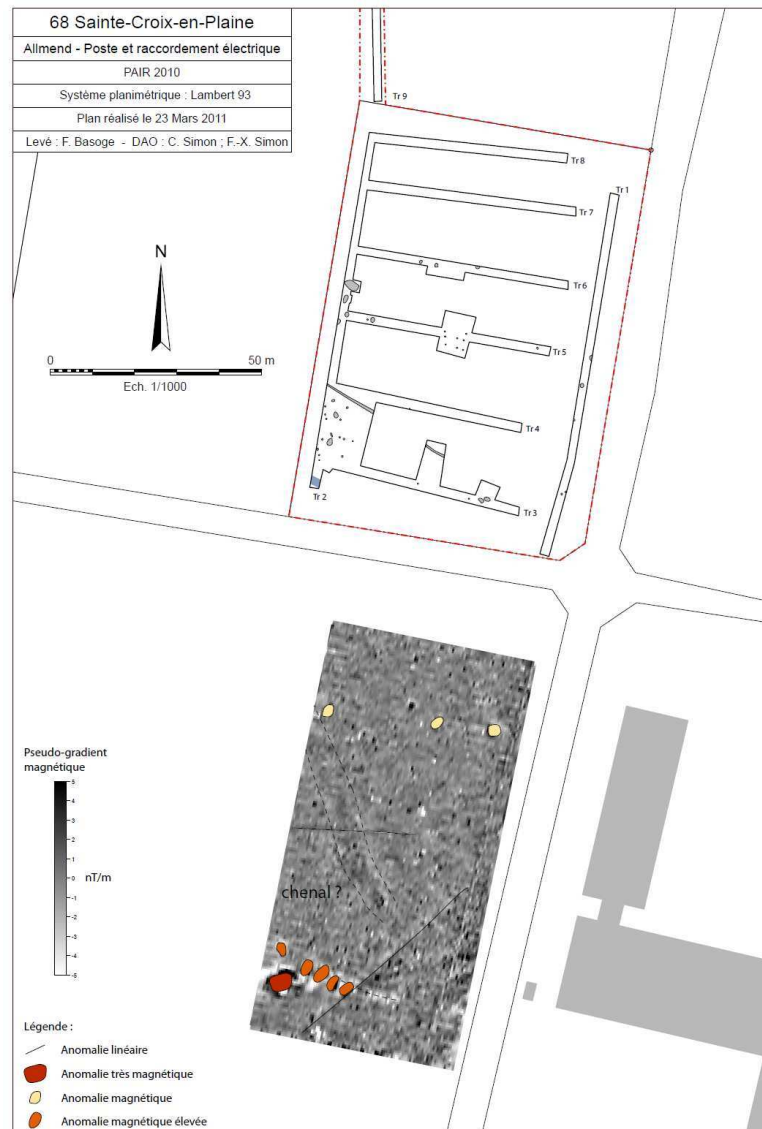 68 Sainte-Croix-en-Plaine
Allmend - Poste et raccordement électrique
PAIR 2010
Système planimétrique : Lambert 93
Plan réalisé le 23 Mars 2011
Levé : F. Basoge - DAO : C. Simon ; F.-X. Simon
Tr 9
Tr 8
Tr 1
Tr 7
N
Tr 6
Tr 5
0 50 m
Ech. 1/1000
Tr 4
Tr 2
Tr 3
Pseudo-gradient
magnétique
5
4
3
2
1
0
nT/m
-1
-2
-3
-4
-5
chenal ?
Légende :
Anomalie linéaire
Anomalie très magnétique
Anomalie magnétique
Anomalie magnétique élevée